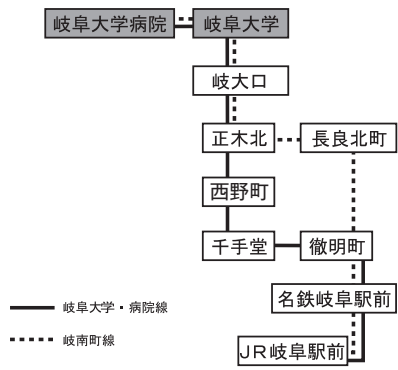 岐阜大学病院 岐阜大学
岐大口
正木北 長良北町
西野町
千手堂 徹明町
名鉄岐阜駅前
JR岐阜駅前
岐阜大学・病院線
岐南町線